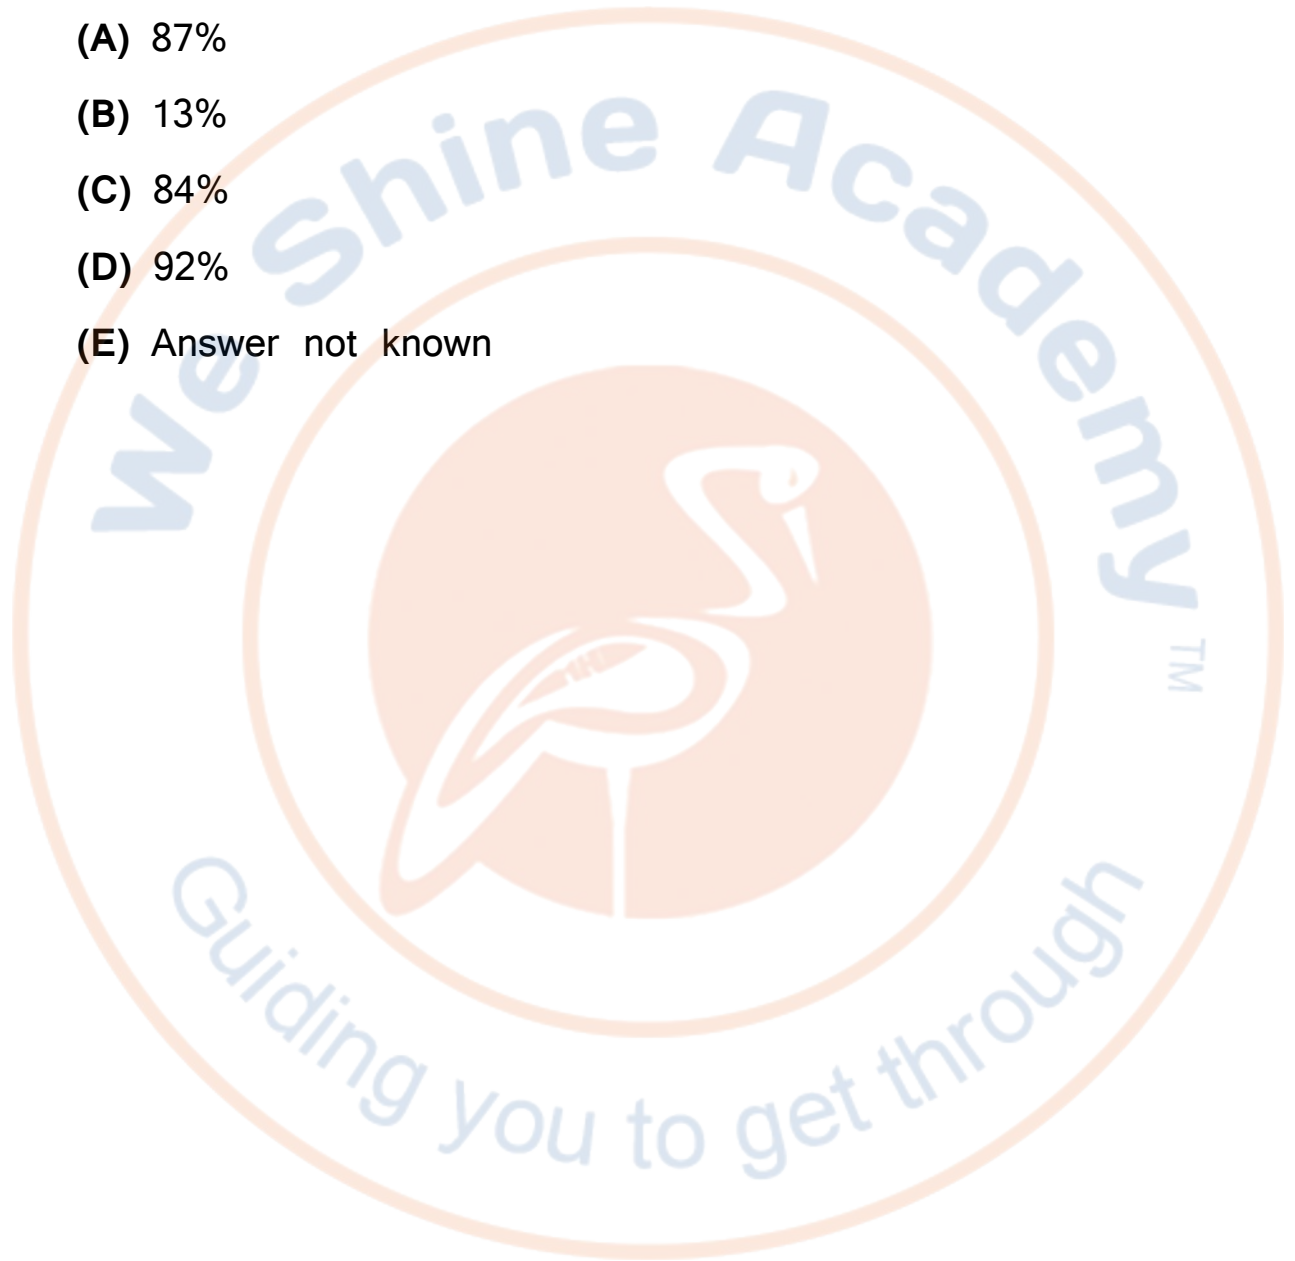 (A) 87%
(B) 13%
(C) 84%
(D) 92%
(E) Answer not known
We Shine Academy
TM
Guiding you to get through